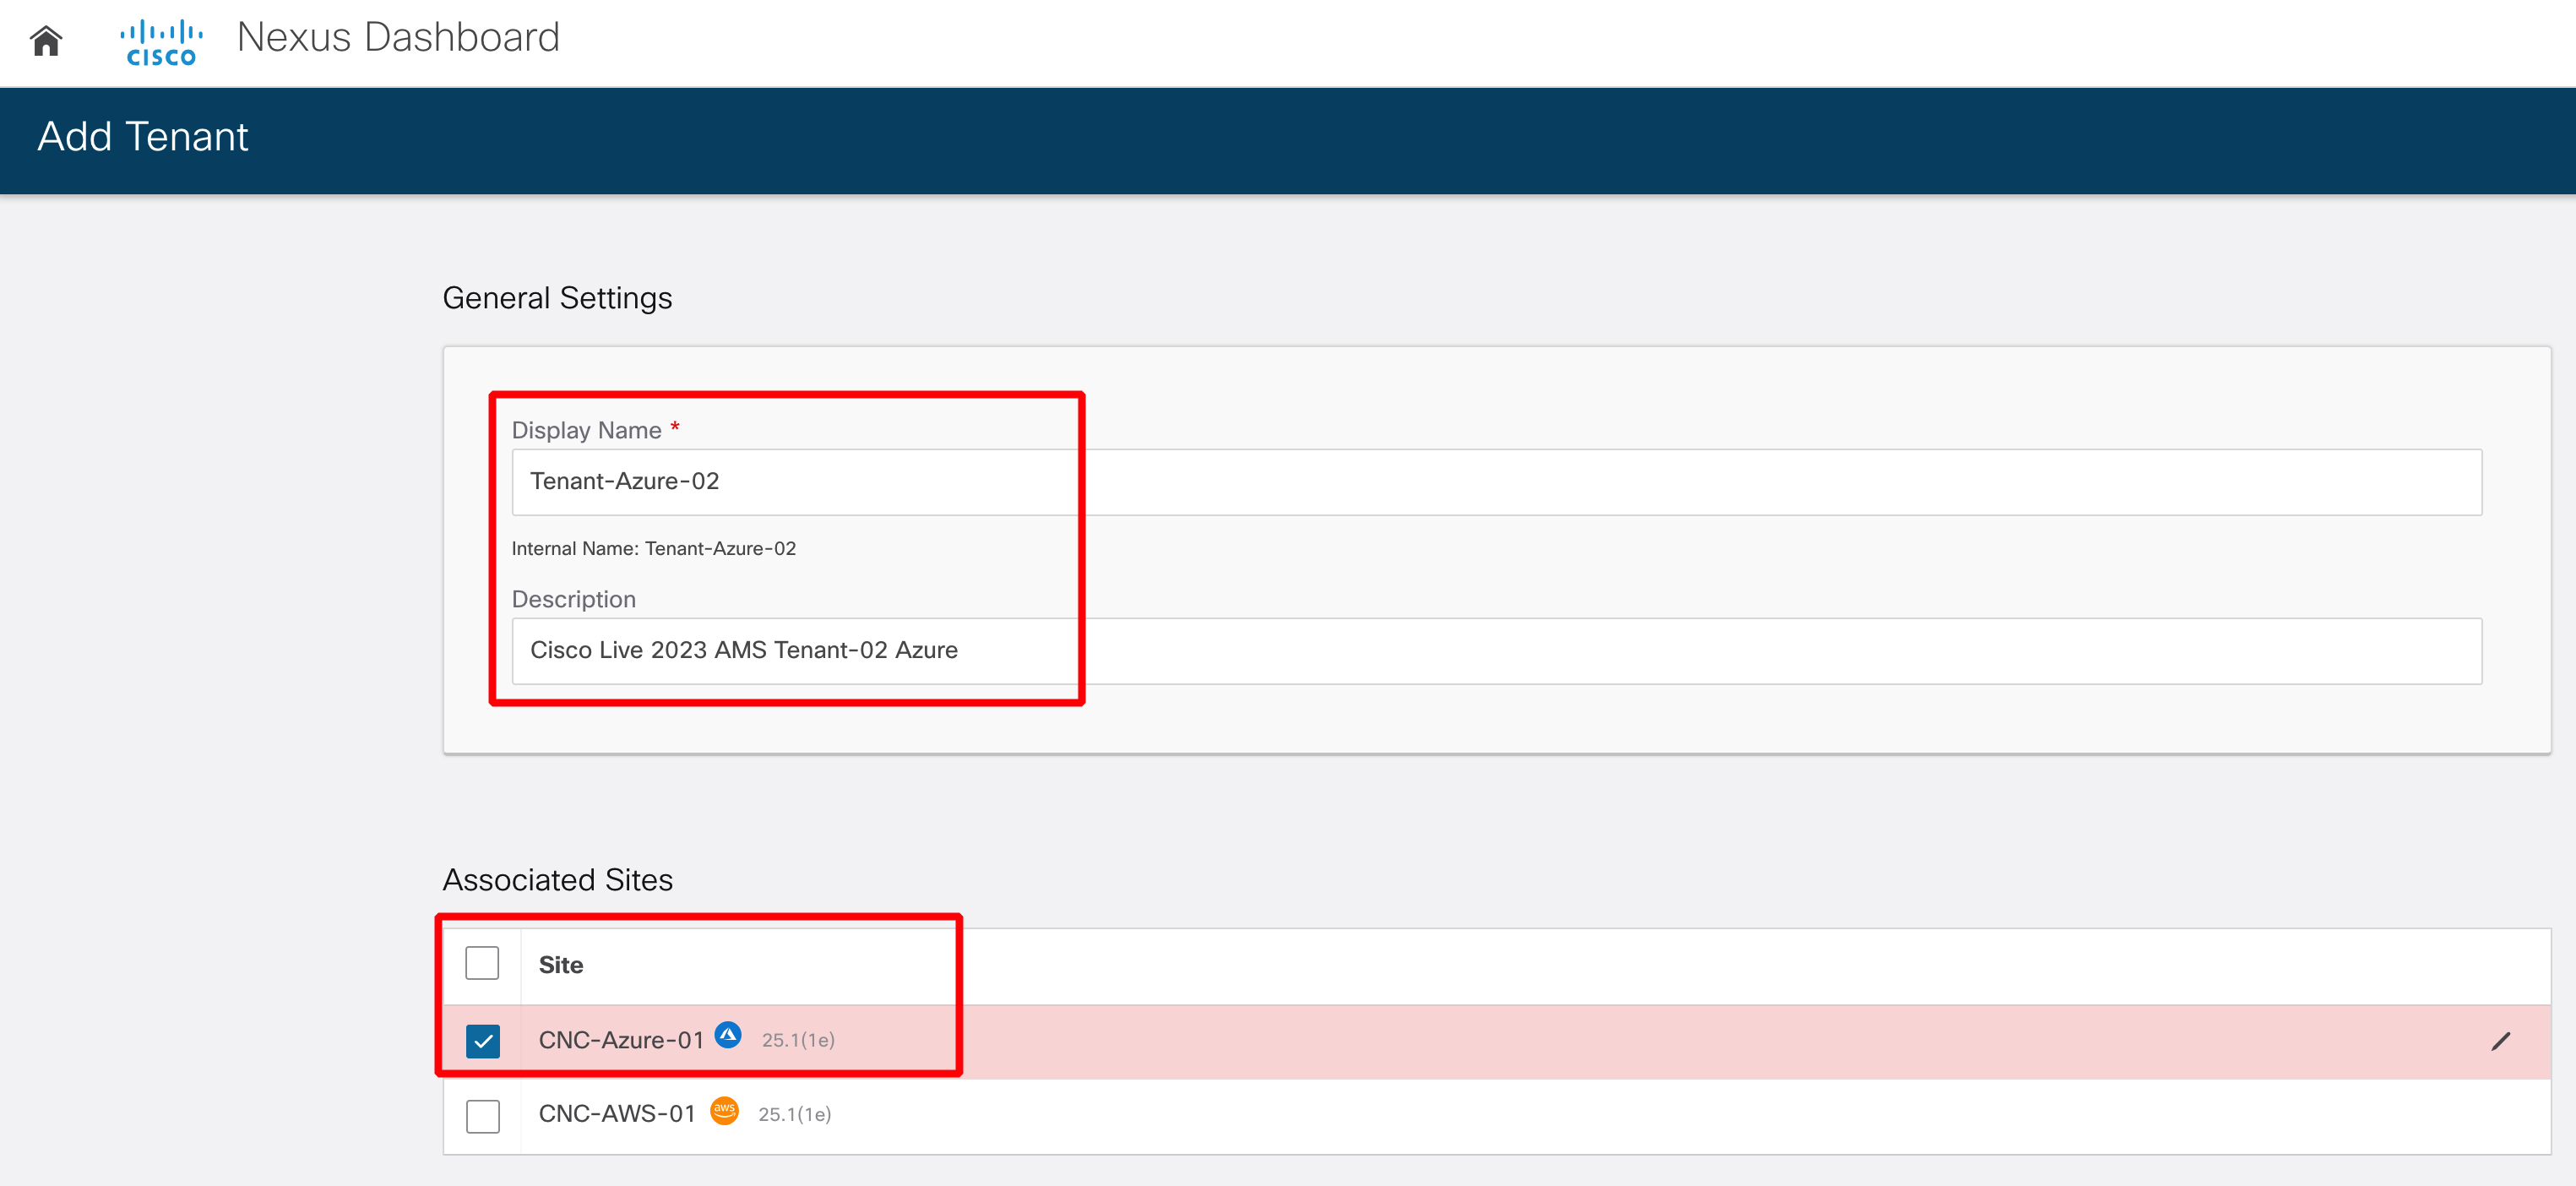 CISCO Nexus Dashboard
Add Tenant
General Settings
Display Name *
Tenant-Azure-02
Internal Name: Tenant-Azure-02
Description
Cisco Live 2023 AMS Tenant-02 Azure
Associated Sites
Site
CNC-Azure-01 25.1(1e)
CNC-AWS-01 aws 25.1(1e)